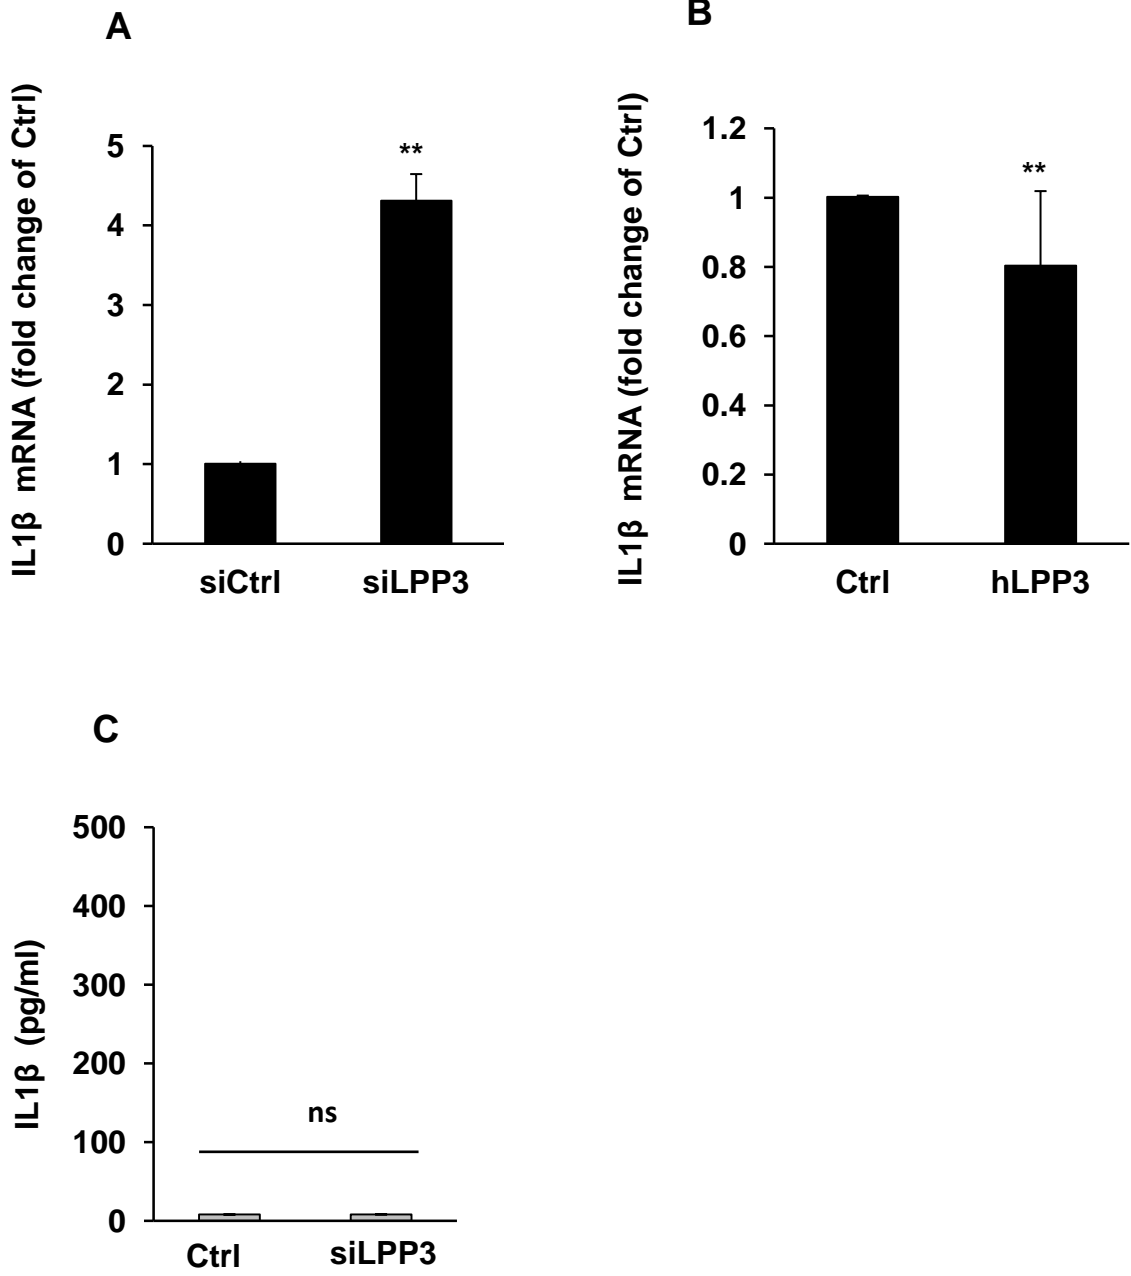 A
IL1β mRNA (fold change of Ctrl)
5
4
3
2
1
0
**
siCtrl
siLPP3
B
IL1β mRNA (fold change of Ctrl)
1.2
1
0.8
0.6
0.4
0.2
0
**
Ctrl
hLPP3
C
IL1β (pg/ml)
500
400
300
200
100
0
ns
Ctrl
siLPP3